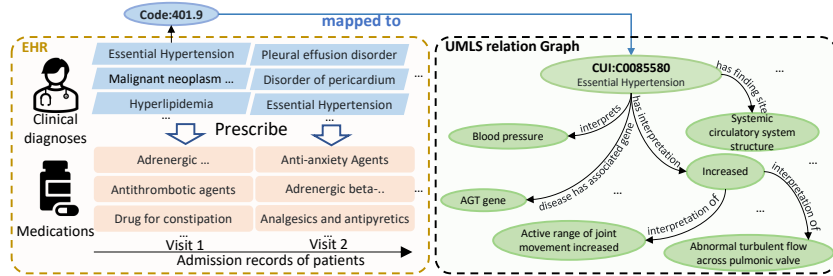 Code:401.9
mapped to
EHR
Clinical
diagnoses
Essential Hypertension
Pleural effusion disorder
Malignant neoplasm ...
Disorder of pericardium
...
Hyperlipidemia
Essential Hypertension
...
...
Prescribe
Medications
Adrenergic ...
Anti-anxiety Agents
Antithrombotic agents
Adrenergic beta-..
...
Drug for constipation
Analgesics and antipyretics
...
...
Visit 1
Visit 2
Admission records of patients
UMLS relation Graph
CUI:C0085580
Essential Hypertension
has finding site
...
Systemic
circulatory system
structure
interprets
Blood pressure
has interpretation
Increased
disease has associated gene
AGT gene
...
interpretation of
Active range of joint
movement increased
interpretation of
...
Abnormal turbulent flow
across pulmonic valve